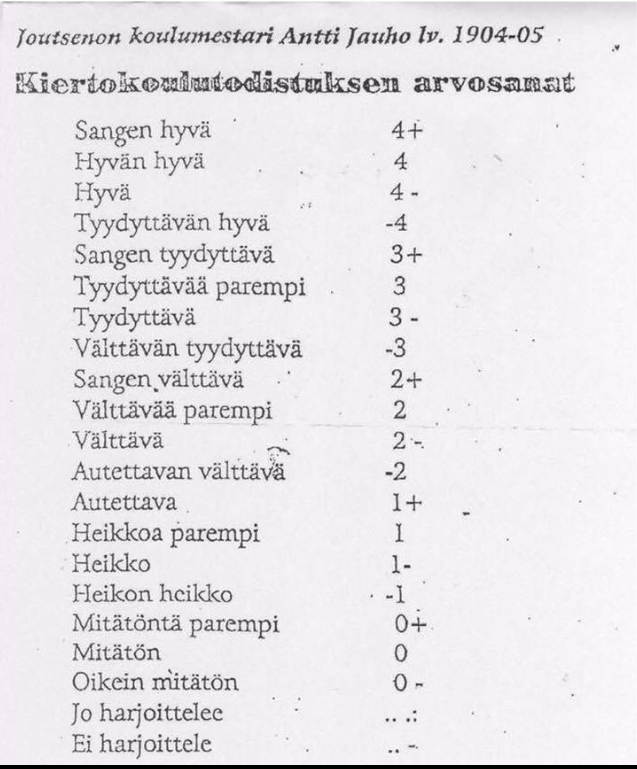 Joutsenon koulumestari Antti Jauho lv. 1904-05
Kiertokoulutodistuksen arvosanat
Sangen hyvä 4+
Hyvän hyvä 4
Hyvä 4 -
Tyydyttävän hyvä -4
Sangen tyydyttävä 3+
Tyydyttävää parempi 3
Tyydyttävä 3 -
Välttävän tyydyttävä -3
Sangen välttävä 2+
Välttävää parempi 2
Välttävä 2 -
Autettavan välttävä -2
Autettava 1+
Heikkoa parempi 1
Heikko 1-
Heikon heikko -1
Mitätöntä parempi 0+
Mitätön 0
Oikein mitätön 0 -
Jo harjoittelee .. .:
Ei harjoittele .. -